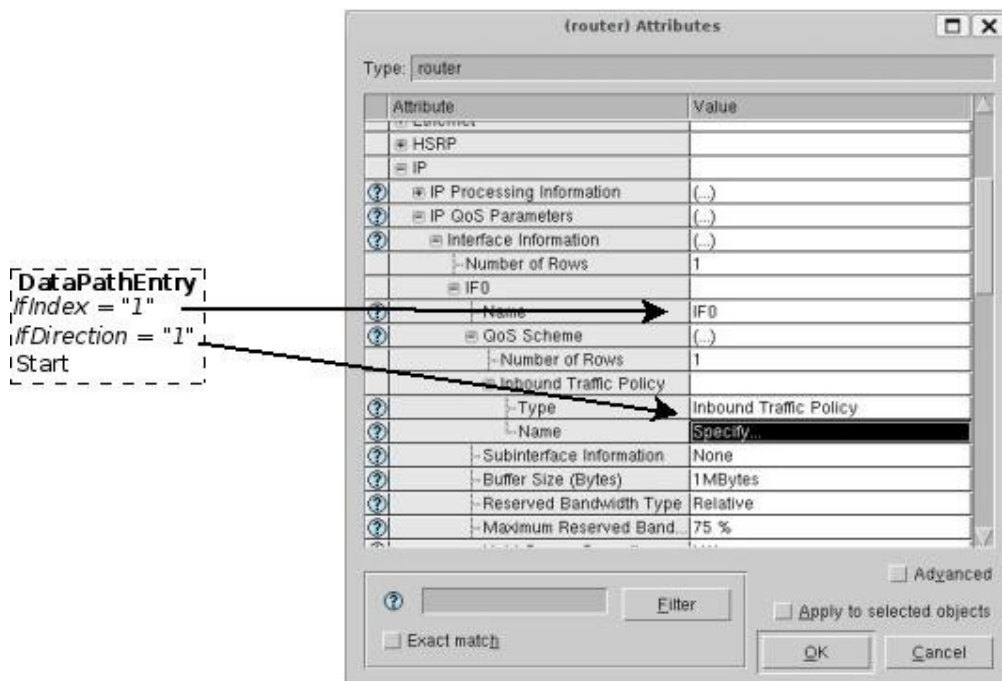 (router) Attributes
Type: router
Attribute Value
Ethernet
HSRP
IP
IP Processing Information (...)
IP QoS Parameters (...)
Interface Information (...)
Number of Rows 1
IF0
Name IF0
QoS Scheme (...)
Number of Rows 1
Inbound Traffic Policy
Type Inbound Traffic Policy
Name Specify...
Subinterface Information None
Buffer Size (Bytes) 1MBytes
Reserved Bandwidth Type Relative
Maximum Reserved Band... 75 %
DataPathEntry
IfIndex = "1"
IfDirection = "1"
Start
Advanced
Filter
Apply to selected objects
Exact match
OK Cancel